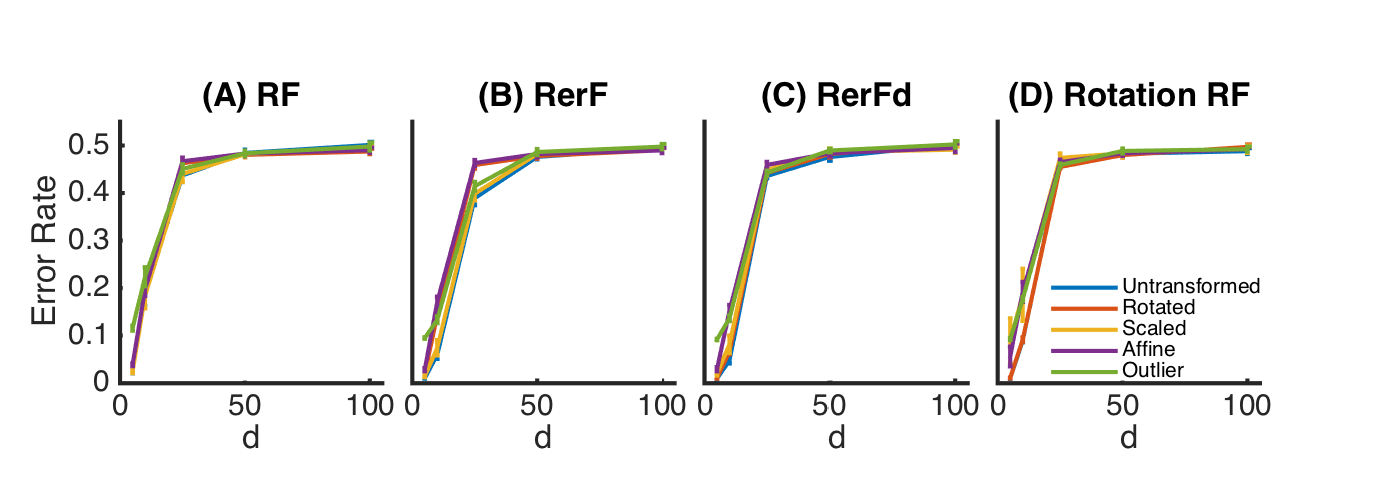 (A) RF
(B) RerF
(C) RerFd
(D) Rotation RF
Error Rate
0.5
0.4
0.3
0.2
0.1
0
0 50 100
0 50 100
0 50 100
0 50 100
d
d
d
d
Untransformed
Rotated
Scaled
Affine
Outlier